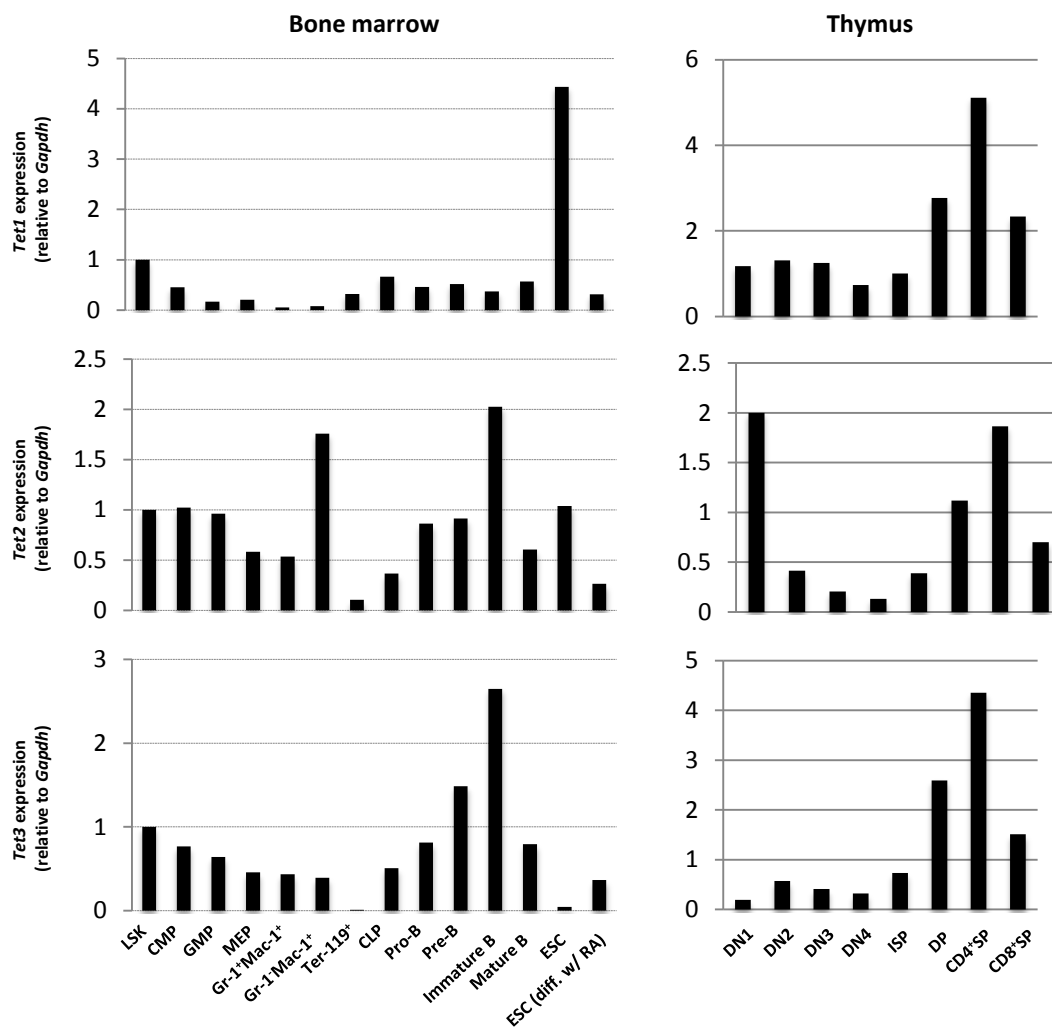 Bone marrow
Thymus
Tet1 expression
(relative to Gapdh)
5
4
3
2
1
0
6
4
2
0
Tet2 expression
(relative to Gapdh)
2.5
2
1.5
1
0.5
0
2.5
2
1.5
1
0.5
0
Tet3 expression
(relative to Gapdh)
3
2
1
0
5
4
3
2
1
0
LSK
CMP
GMP
MEP
Gr-1⁺Mac-1⁺
Gr-1⁻Mac-1⁺
Ter-119⁺
CLP
Pro-B
Pre-B
Immature B
Mature B
ESC
ESC (diff. w/ RA)
DN1
DN2
DN3
DN4
ISP
DP
CD4⁺SP
CD8⁺SP